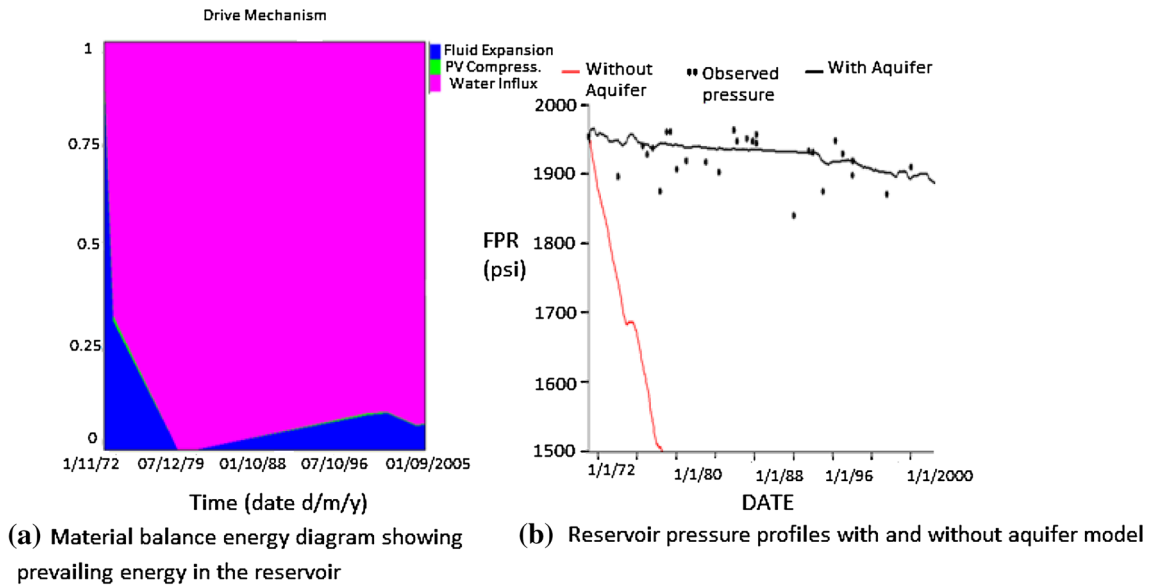 Drive Mechanism
1
0.75
0.5
0.25
0
1/11/72 07/12/79 01/10/88 07/10/96 01/09/2005
Time (date d/m/y)
Fluid Expansion
PV Compress.
Water Influx
(a) Material balance energy diagram showing
prevailing energy in the reservoir
Without
Aquifer
Observed
pressure
With Aquifer
2000
1900
1800
1700
1600
1500
FPR
(psi)
1/1/72 1/1/80 1/1/88 1/1/96 1/1/2000
DATE
(b) Reservoir pressure profiles with and without aquifer model